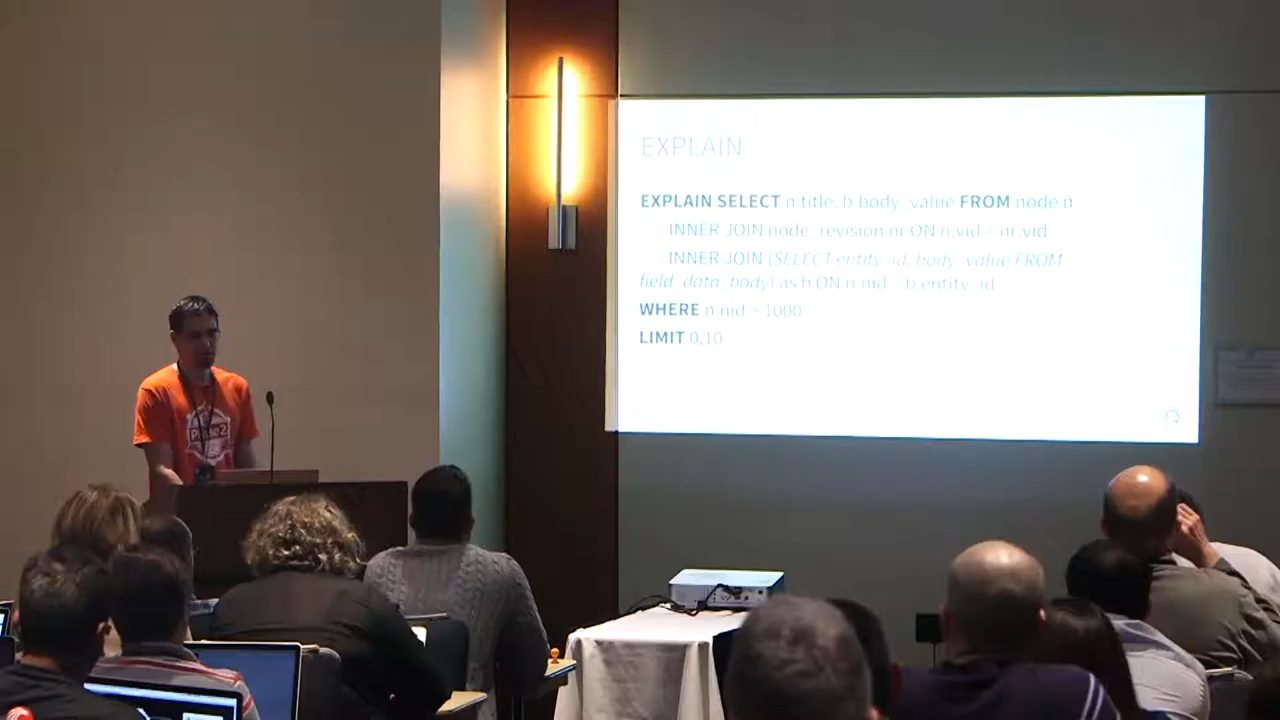 EXPLAIN
EXPLAIN SELECT n.title, b.body_value FROM node n
INNER JOIN node_revision nr ON n.vid = nr.vid
INNER JOIN (SELECT entity_id, body_value FROM
field_data_body) as b ON n.nid = b.entity_id
WHERE n.nid > 1000
LIMIT 0,10
Phase2